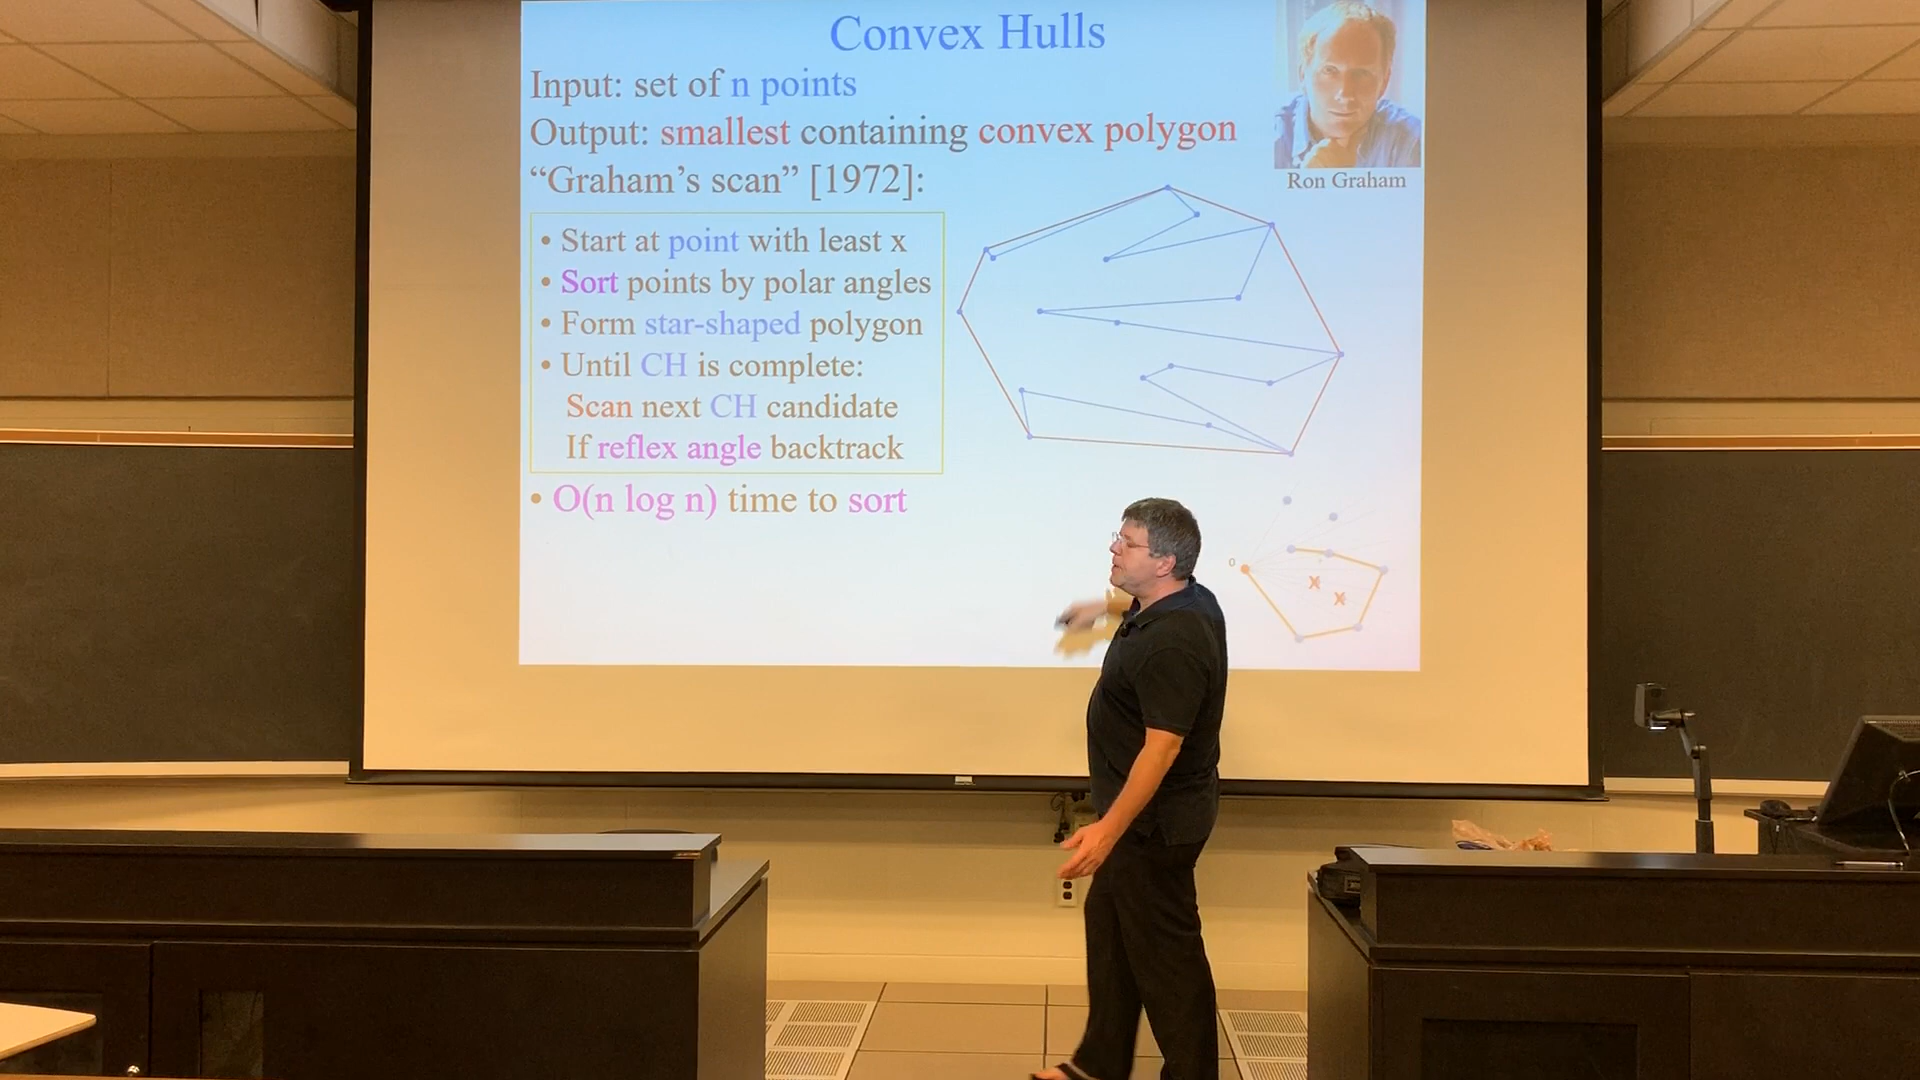 Convex Hulls
Input: set of n points
Output: smallest containing convex polygon
“Graham’s scan” [1972]:
Ron Graham
• Start at point with least x
• Sort points by polar angles
• Form star-shaped polygon
• Until CH is complete:
Scan next CH candidate
If reflex angle backtrack
• O(n log n) time to sort
0
X
X